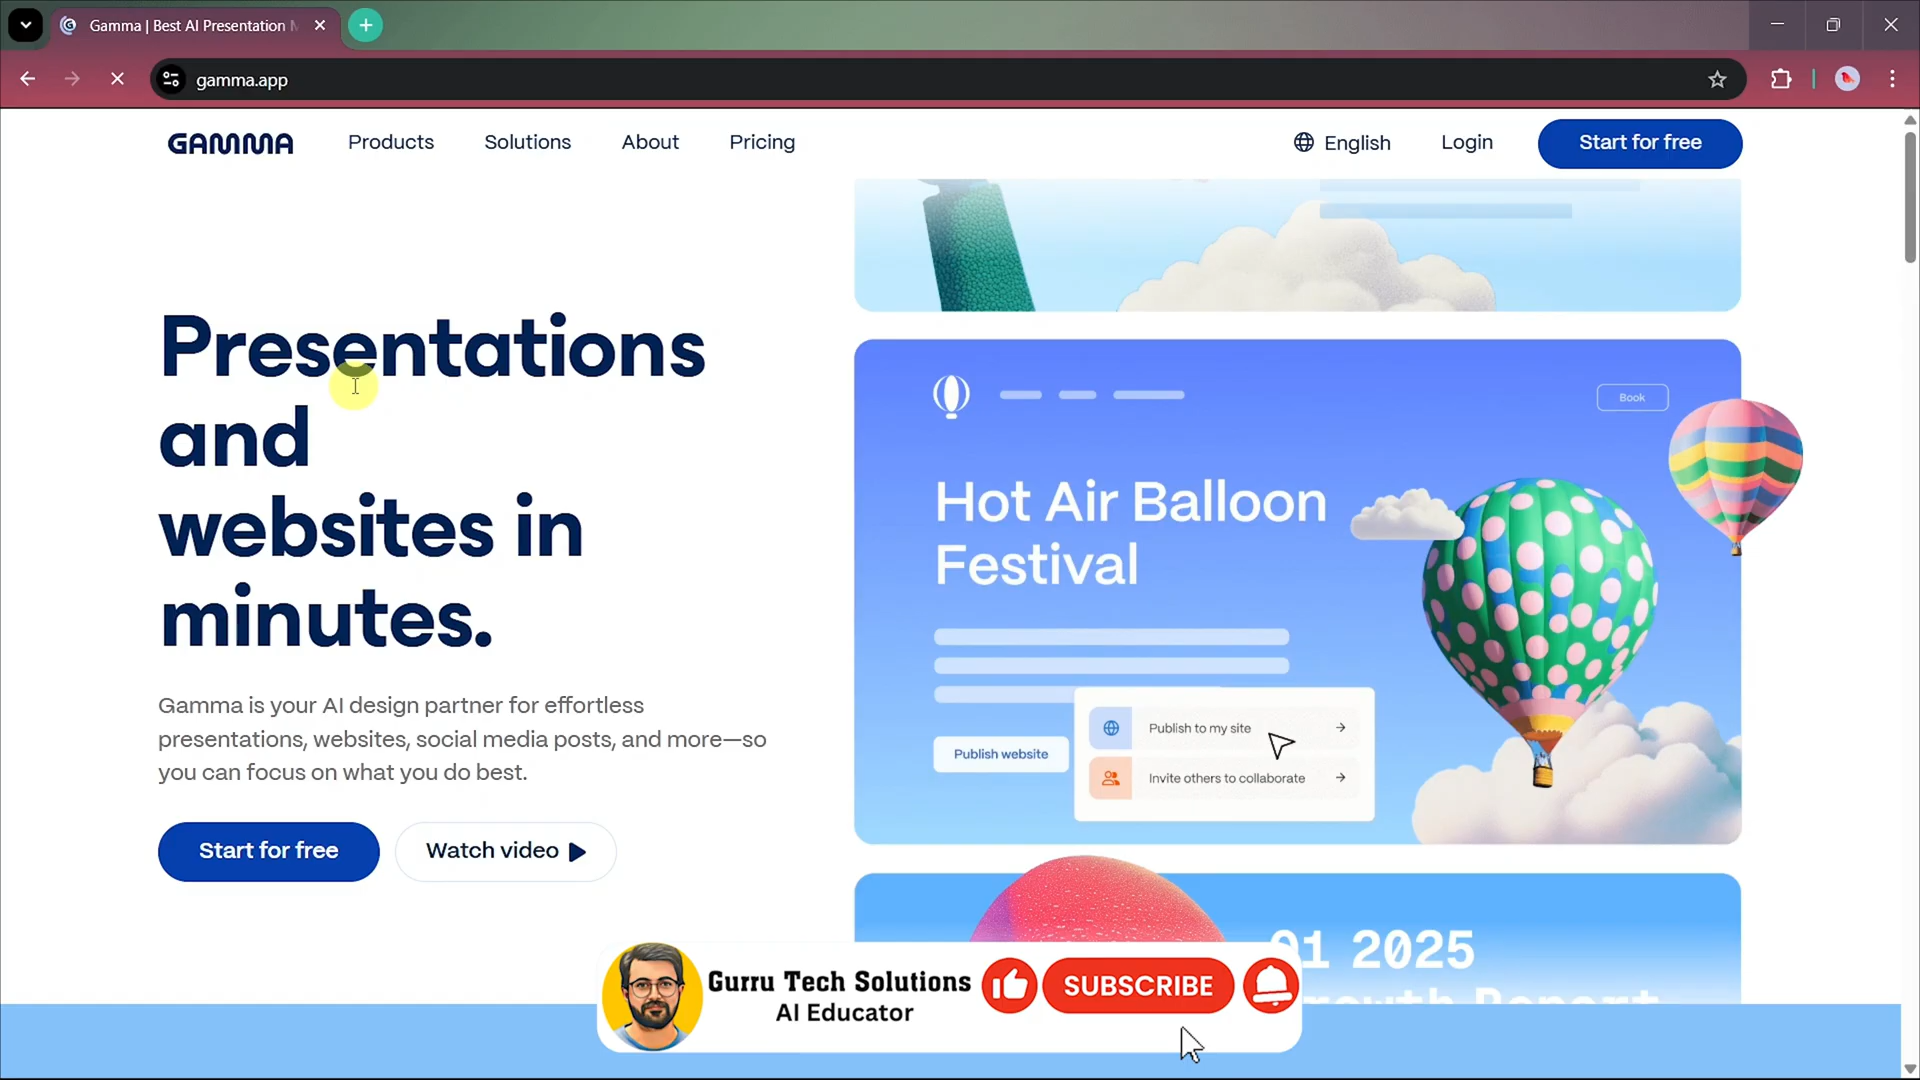 Gamma | Best AI Presentation M
gamma.app
GAMMA
Products
Solutions
About
Pricing
English
Login
Start for free
Presentations
and
websites in
minutes.
Gamma is your AI design partner for effortless
presentations, websites, social media posts, and more—so
you can focus on what you do best.
Start for free
Watch video
Book
Hot Air Balloon
Festival
Publish website
Publish to my site
Invite others to collaborate
Q1 2025
Growth Report
Gurru Tech Solutions
AI Educator
SUBSCRIBE